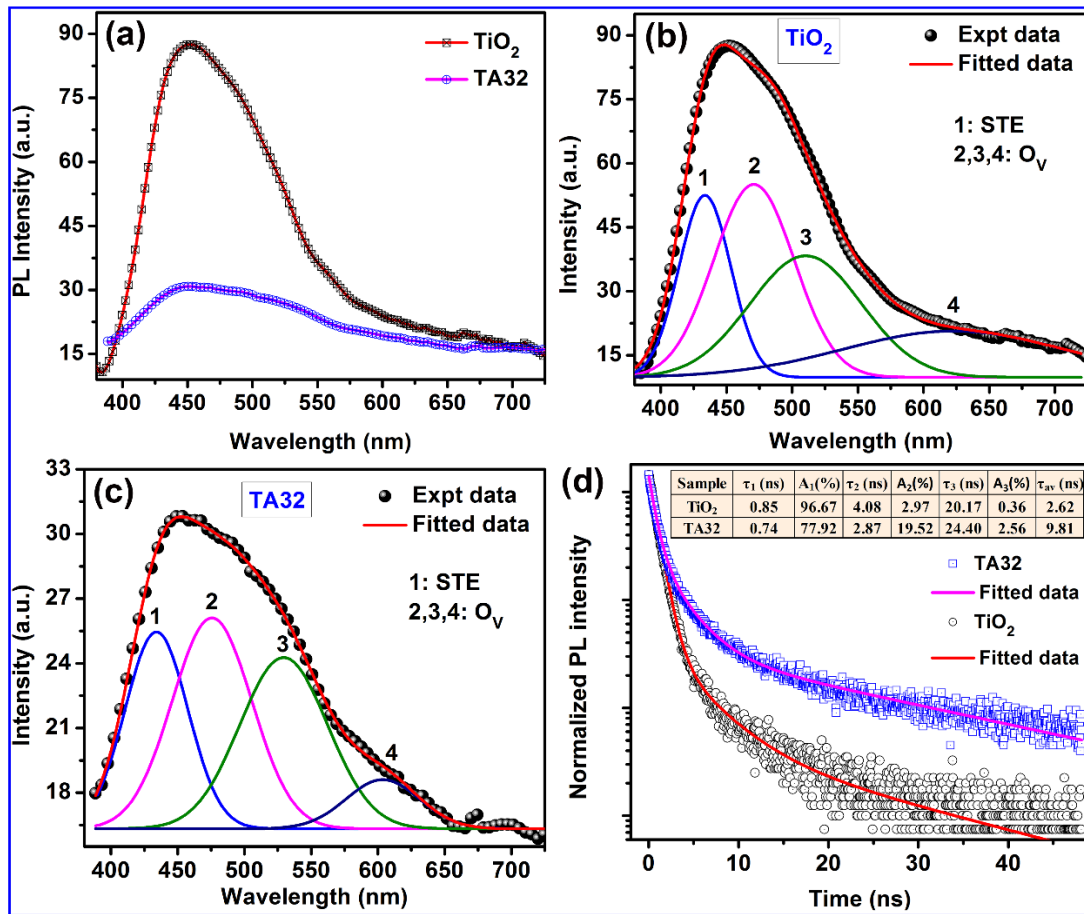 (a)
TiO₂
TA32
PL Intensity (a.u.)
90
75
60
45
30
15
400 450 500 550 600 650 700
Wavelength (nm)
(b)
TiO₂
Expt data
Fitted data
1: STE
2,3,4: O_V
1
2
3
4
Intensity (a.u.)
90
75
60
45
30
15
400 450 500 550 600 650 700
Wavelength (nm)
(c)
TA32
Expt data
Fitted data
1: STE
2,3,4: O_V
1
2
3
4
Intensity (a.u.)
33
30
27
24
21
18
400 450 500 550 600 650 700
Wavelength (nm)
(d)
Sample τ₁ (ns) A₁(%) τ₂ (ns) A₂(%) τ₃ (ns) A₃(%) τ_av (ns)
TiO₂ 0.85 96.67 4.08 2.97 20.17 0.36 2.62
TA32 0.74 77.92 2.87 19.52 24.40 2.56 9.81
TA32
Fitted data
TiO₂
Fitted data
Normalized PL intensity
0 10 20 30 40
Time (ns)